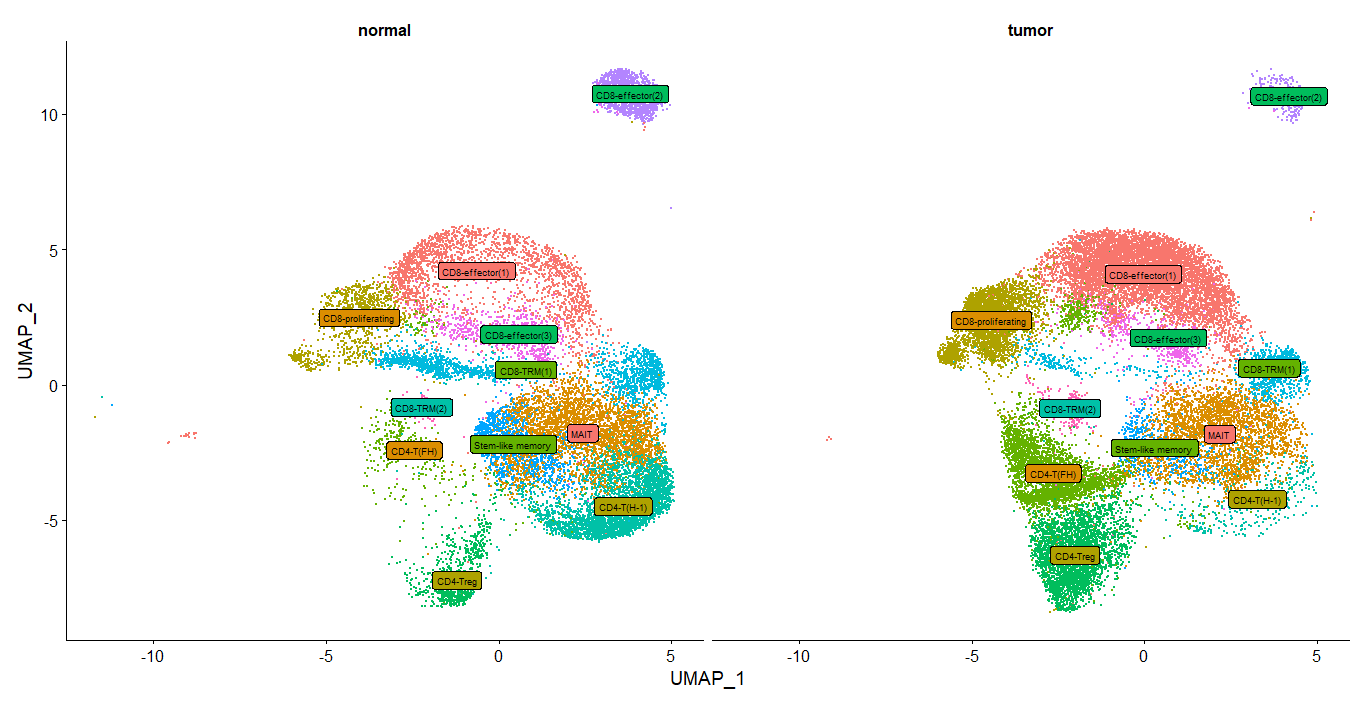 normal
tumor
CD8-effector(2)
CD8-effector(2)
10
5
0
-5
UMAP_2
CD8-effector(1)
CD8-proliferating
CD8-effector(3)
CD8-TRM(1)
CD8-TRM(2)
MAIT
Stem-like memory
CD4-T(FH)
CD4-T(H-1)
CD4-Treg
CD8-effector(1)
CD8-proliferating
CD8-effector(3)
CD8-TRM(1)
CD8-TRM(2)
MAIT
Stem-like memory
CD4-T(FH)
CD4-T(H-1)
CD4-Treg
-10
-5
0
5
-10
-5
0
5
UMAP_1